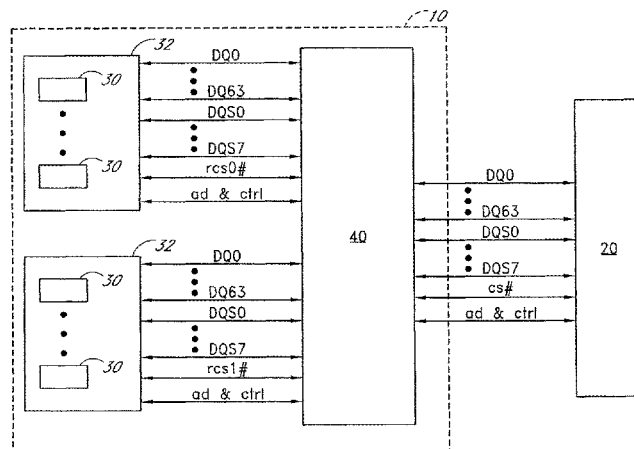 10
32
30
30
DQ0
DQ63
DQS0
DQS7
rcs0#
ad & ctrl
32
30
30
DQ0
DQ63
DQS0
DQS7
rcs1#
ad & ctrl
40
DQ0
DQ63
DQS0
DQS7
cs#
ad & ctrl
20